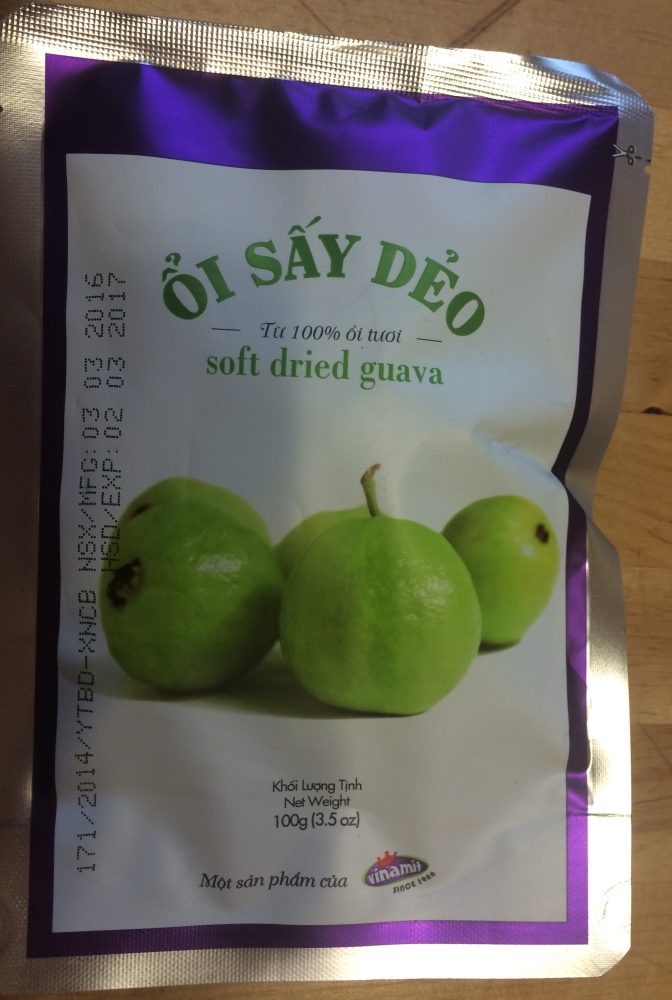 ỔI SẤY DẺO
Từ 100% ổi tươi
soft dried guava
171/2014/YTBD-XNCB NSX/MFG: 03 03 2016
HSD/EXP: 02 03 2017
Khối Lượng Tịnh
Net Weight
100g (3.5 oz)
Một sản phẩm của
vinamit
SINCE 1988